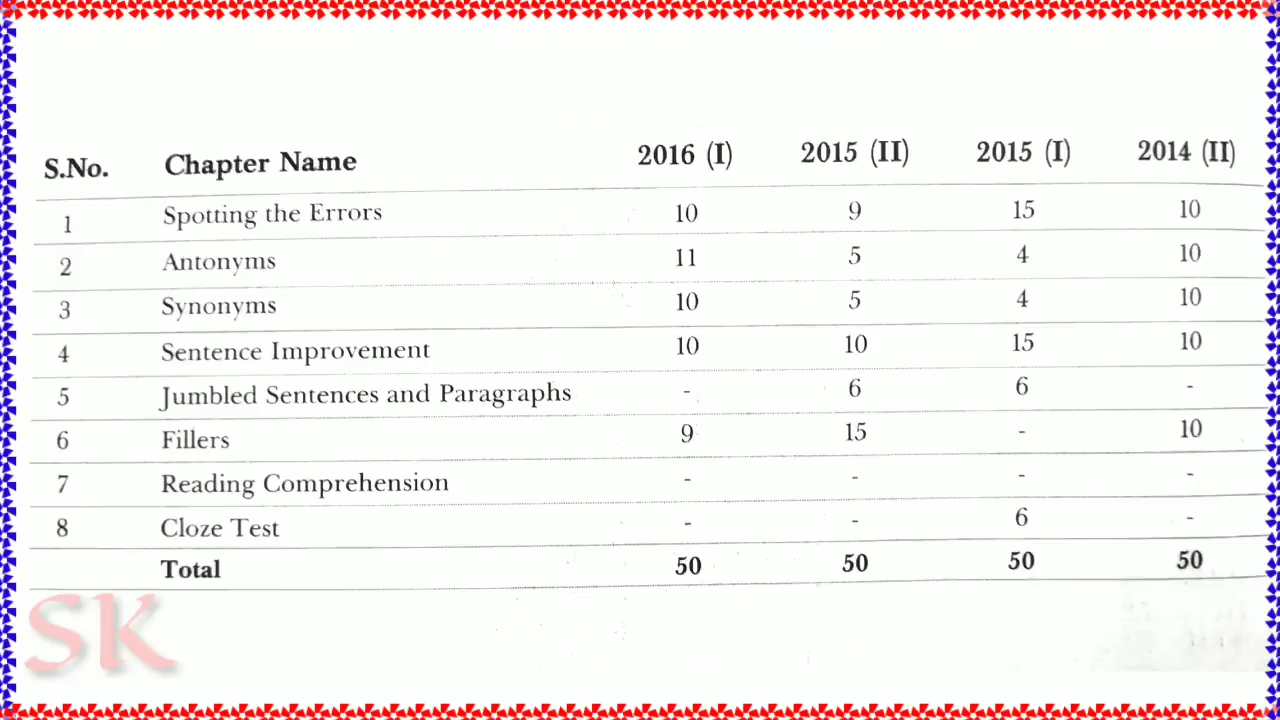 S.No. Chapter Name 2016 (I) 2015 (II) 2015 (I) 2014 (II)
1 Spotting the Errors 10 9 15 10
2 Antonyms 11 5 4 10
3 Synonyms 10 5 4 10
4 Sentence Improvement 10 10 15 10
5 Jumbled Sentences and Paragraphs - 6 6 -
6 Fillers 9 15 - 10
7 Reading Comprehension - - - -
8 Cloze Test - - 6 -
Total 50 50 50 50
SK